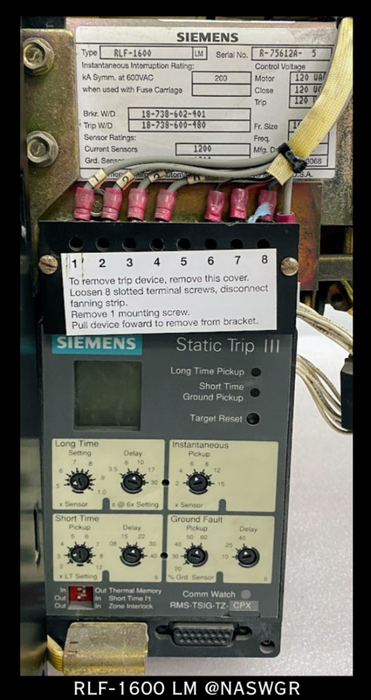 SIEMENS
Type RLF-1600 LM Serial No. R-75612A- 5
Instantaneous Interruption Rating: Control Voltage
kA Symm. at 600VAC 200 Motor 120
when used with Fuse Carriage Close 120
Trip 120
Brkr. W/D 18-738-602-401
Trip W/D 18-738-600-480
Sensor Ratings: Fr. Size
Current Sensors 1200 Freq.
Grd. Mfg.
1 2 3 4 5 6 7 8
To remove trip device, remove this cover.
Loosen 8 slotted terminal screws, disconnect
fanning strip.
Remove 1 mounting screw.
Pull device foward to remove from bracket.
SIEMENS Static Trip III
Long Time Pickup
Short Time
Ground Pickup
Target Reset
Long Time Instantaneous
Setting Delay Pickup
x Sensor s @ 6x Setting x Sensor
Short Time Ground Fault
Pickup Delay Pickup Delay
x LT Setting s % Grd-Sensor s
In Out Thermal Memory
Out In Short Time I²t
Out In Zone Interlock
Comm Watch
RMS-TSIG-TZ- CPX
RLF-1600 LM @NASWGR